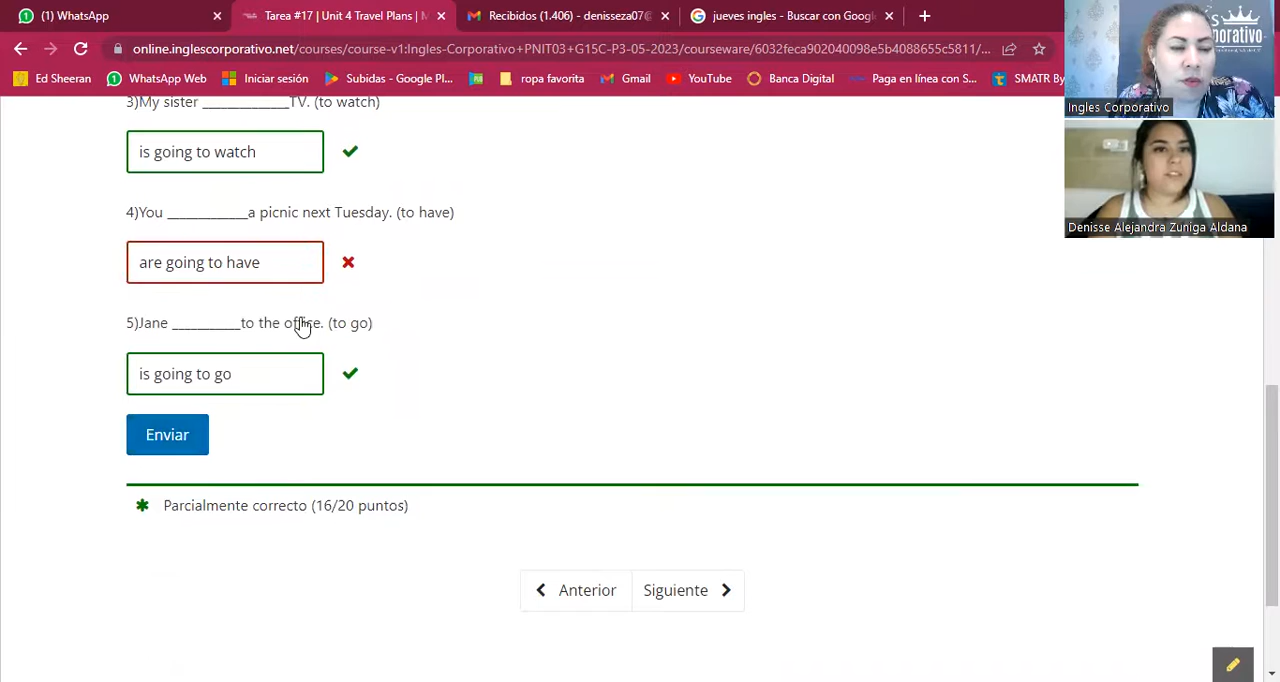 (1) WhatsApp
Tarea #17 | Unit 4 Travel Plans | M
Recibidos (1.406) - denisseza07@
jueves ingles - Buscar con Googl
online.inglescorporativo.net/courses/course-v1:Ingles-Corporativo+PNIT03+G15C-P3-05-2023/courseware/6032feca902040098e5b4088655c5811/...
Ed Sheeran
WhatsApp Web
Iniciar sesión
Subidas - Google Pl...
ropa favorita
Gmail
YouTube
Banca Digital
Paga en línea con S...
SMATR By
Ingles Corporativo
Denisse Alejandra Zuniga Aldana
3)My sister ______________TV. (to watch)
is going to watch
4)You _____________a picnic next Tuesday. (to have)
are going to have
5)Jane ___________to the office. (to go)
is going to go
Enviar
Parcialmente correcto (16/20 puntos)
Anterior
Siguiente